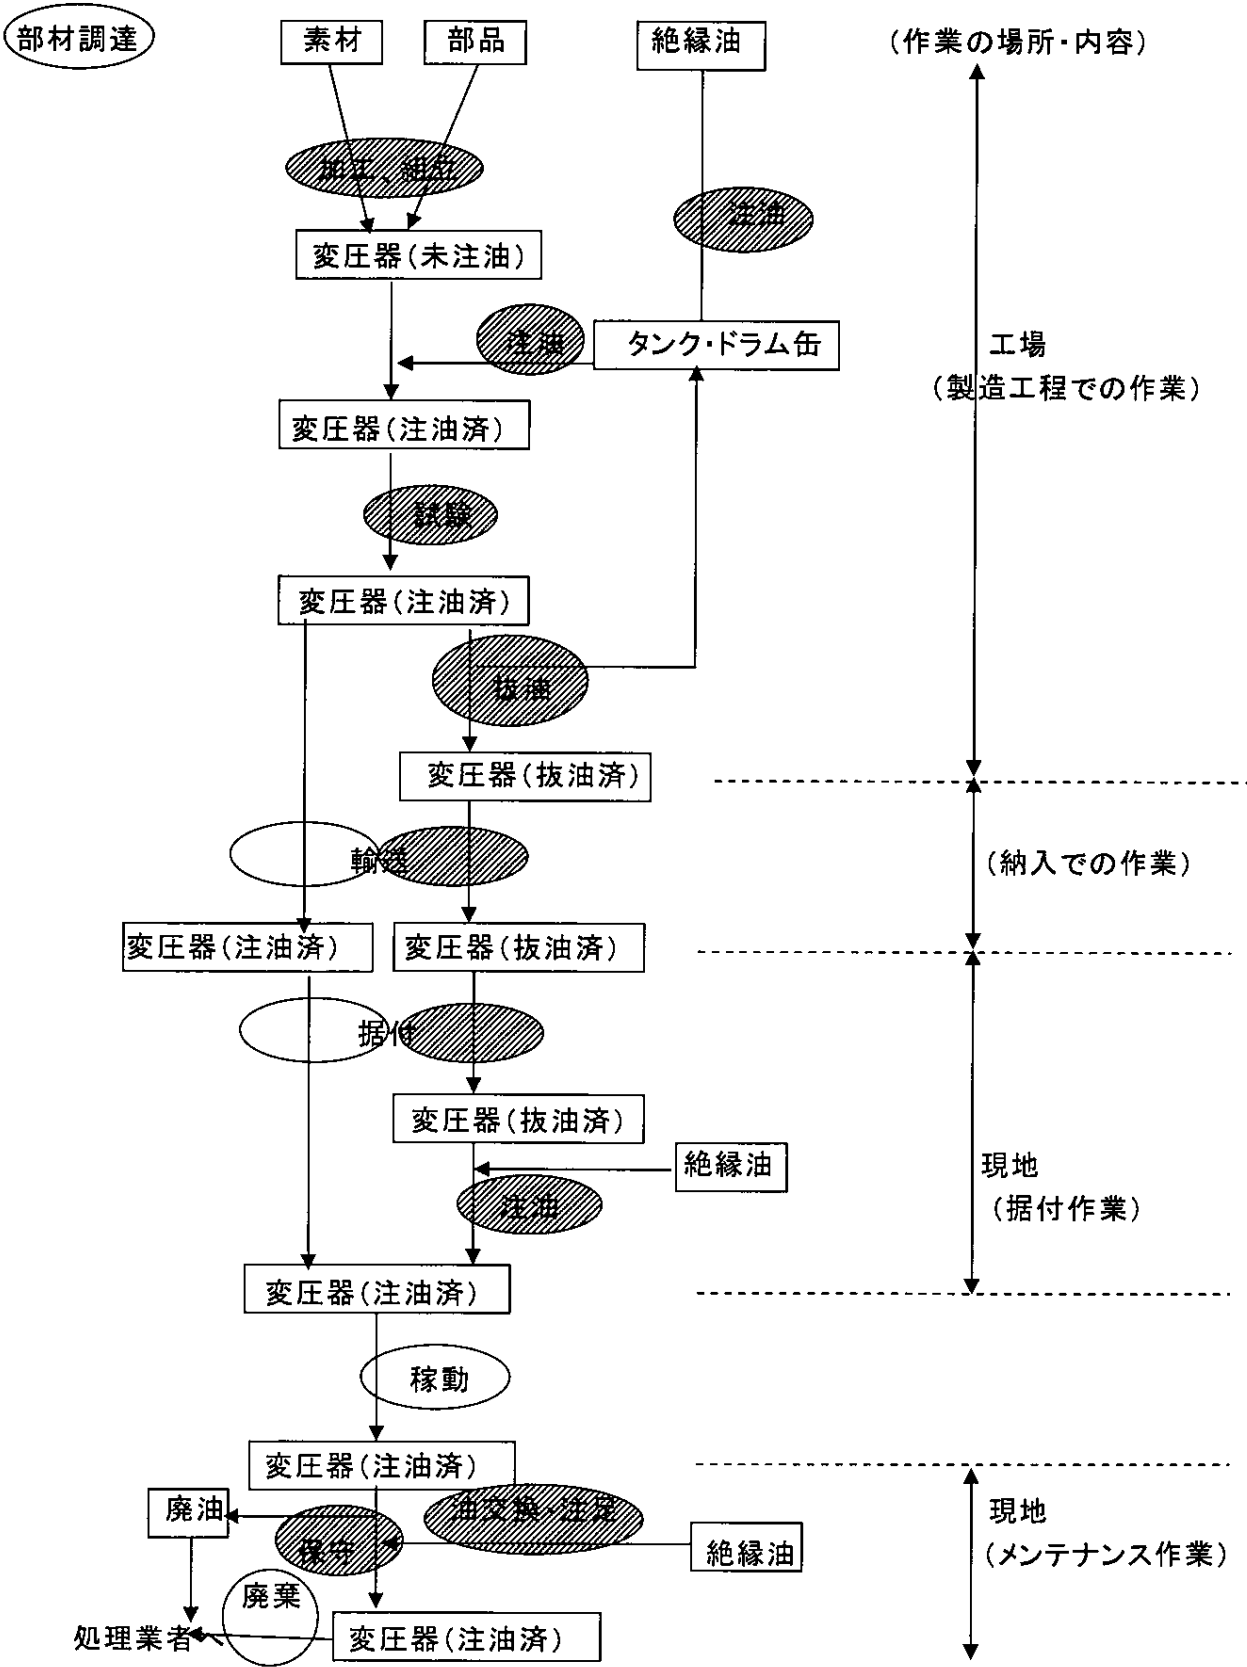 部材調達
素材
部品
絶縁油
(作業の場所・内容)
加工、組立
注油
変圧器(未注油)
注油
タンク・ドラム缶
工場
(製造工程での作業)
変圧器(注油済)
試験
変圧器(注油済)
抜油
変圧器(抜油済)
輸送
(納入での作業)
変圧器(注油済)
変圧器(抜油済)
据付
変圧器(抜油済)
絶縁油
現地
(据付作業)
注油
変圧器(注油済)
稼動
変圧器(注油済)
廃油
油交換・注足
現地
保守
絶縁油
(メンテナンス作業)
廃棄
処理業者へ
変圧器(注油済)